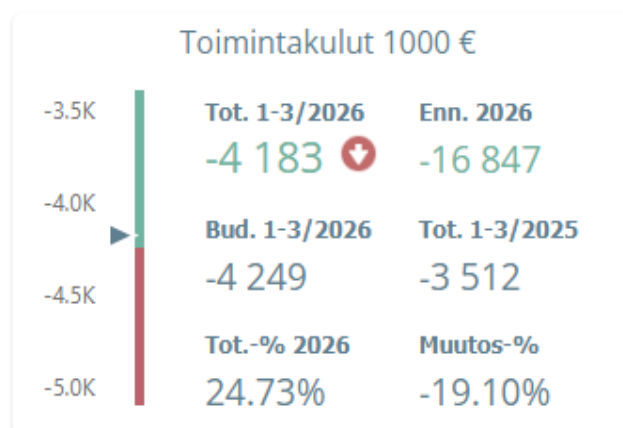 Toimintakulut 1000 €
-3.5K
-4.0K
-4.5K
-5.0K
Tot. 1-3/2026 Enn. 2026
-4 183 -16 847
Bud. 1-3/2026 Tot. 1-3/2025
-4 249 -3 512
Tot.-% 2026 Muutos-%
24.73% -19.10%